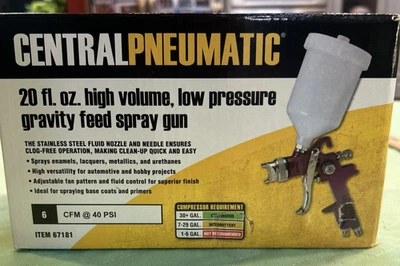 CENTRALPNEUMATIC®
20 fl. oz. high volume, low pressure
gravity feed spray gun
THE STAINLESS STEEL FLUID NOZZLE AND NEEDLE ENSURES
CLOG-FREE OPERATION, MAKING CLEAN-UP QUICK AND EASY
• Sprays enamels, lacquers, metallics, and urethanes
• High versatility for automotive and hobby projects
• Adjustable fan pattern and fluid control for superior finish
• Ideal for spraying base coats and primers
6 CFM @ 40 PSI
ITEM 67181
COMPRESSOR REQUIREMENT
30+ GAL.
7-29 GAL. INTERMITTENT
1-6 GAL. NOT RECOMMENDED